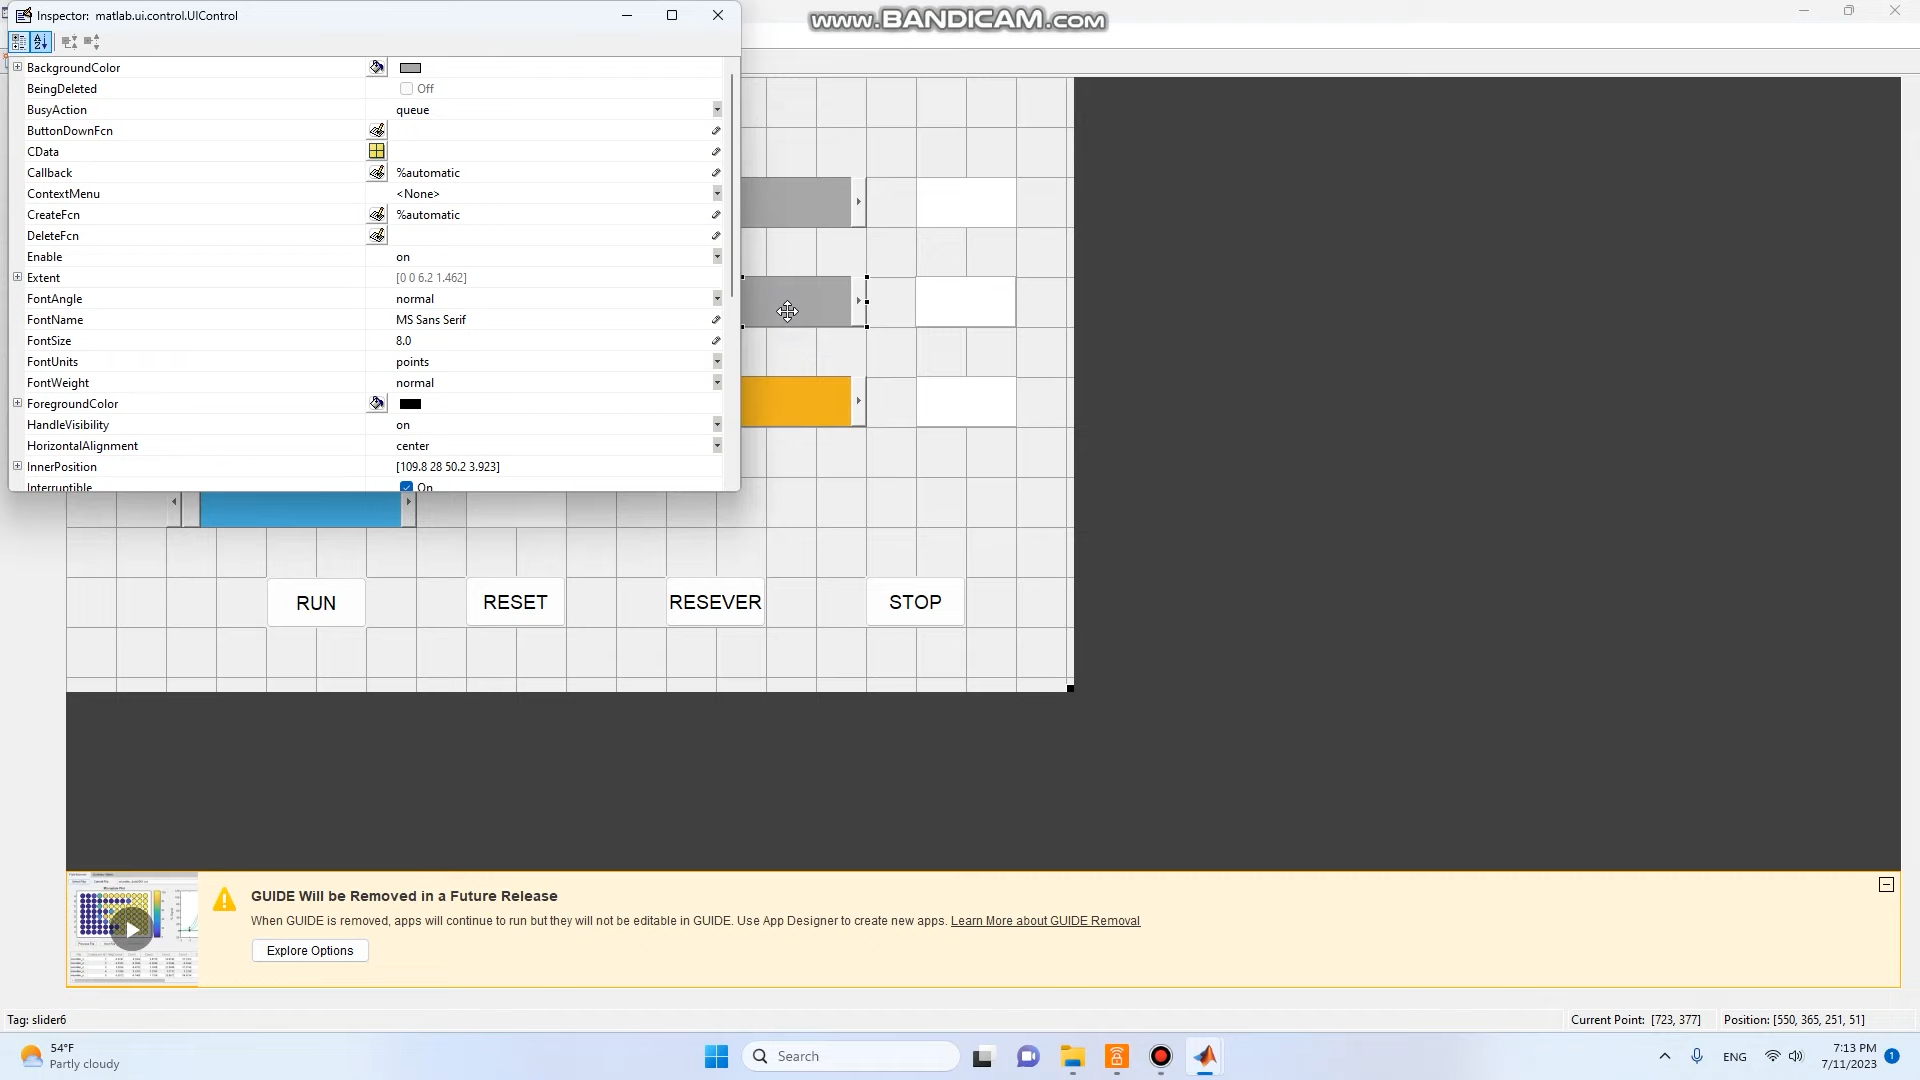 Inspector: matlab.ui.control.UIControl
www.BANDICAM.com
BackgroundColor
BeingDeleted Off
BusyAction queue
ButtonDownFcn
CData
Callback %automatic
ContextMenu <None>
CreateFcn %automatic
DeleteFcn
Enable on
Extent [0 0 6.2 1.462]
FontAngle normal
FontName MS Sans Serif
FontSize 8.0
FontUnits points
FontWeight normal
ForegroundColor
HandleVisibility on
HorizontalAlignment center
InnerPosition [109.8 28 50.2 3.923]
Interruptible On
RUN RESET RESEVER STOP
GUIDE Will be Removed in a Future Release
When GUIDE is removed, apps will continue to run but they will not be editable in GUIDE. Use App Designer to create new apps. Learn More about GUIDE Removal
Explore Options
Tag: slider6 Current Point: [723, 377] Position: [550, 365, 251, 51]
54°F
Partly cloudy
Search
ENG
7:13 PM
7/11/2023
1